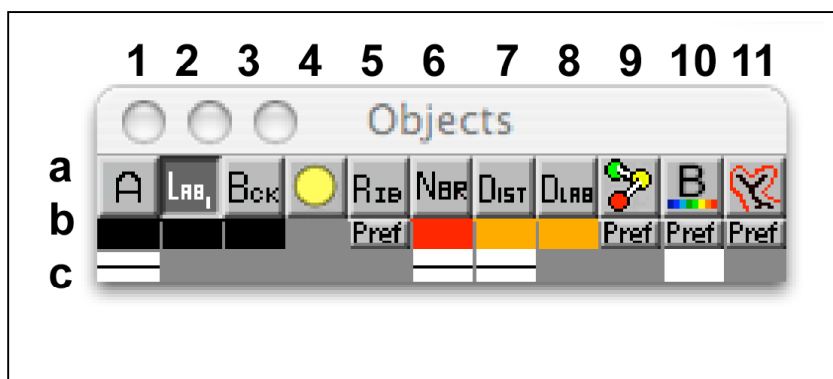 1 2 3 4 5 6 7 8 9 10 11
Objects
a A LAB, BCK RIB NBR DIST DLAB B
b Pref Pref Pref Pref
c